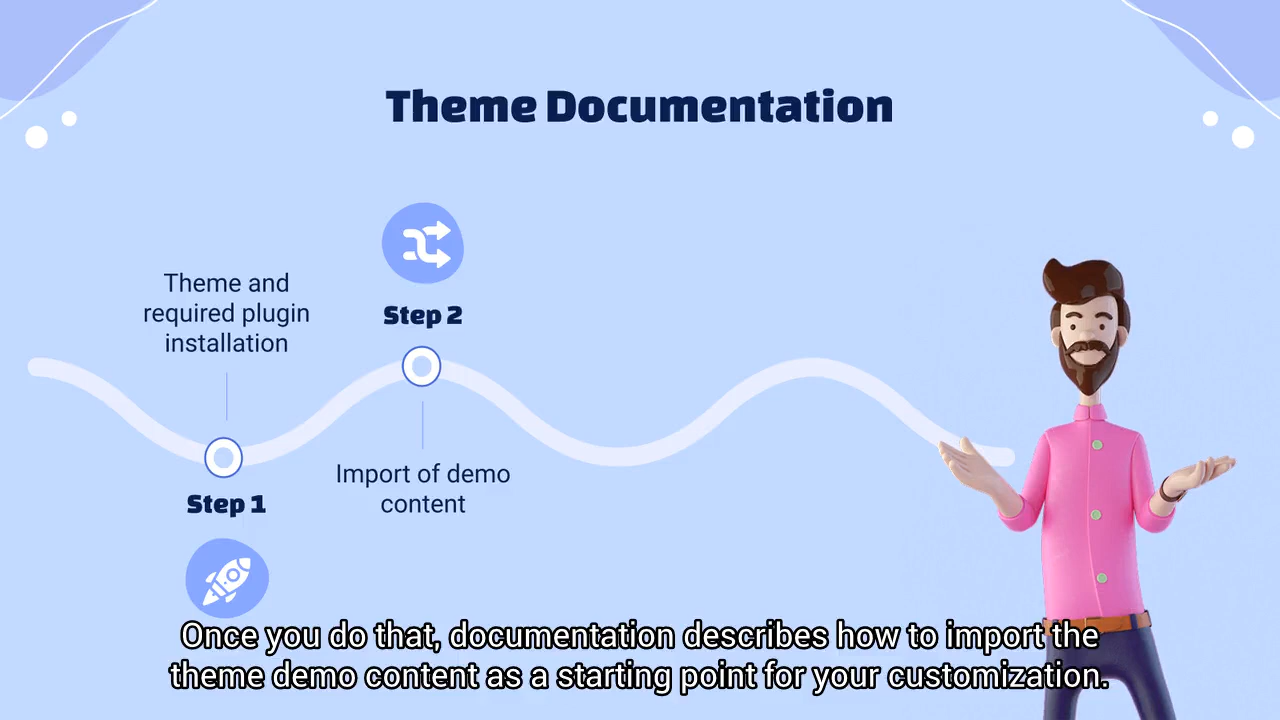 Theme Documentation
Theme and
required plugin
installation
Step 1
Step 2
Import of demo
content
Once you do that, documentation describes how to import the
theme demo content as a starting point for your customization.